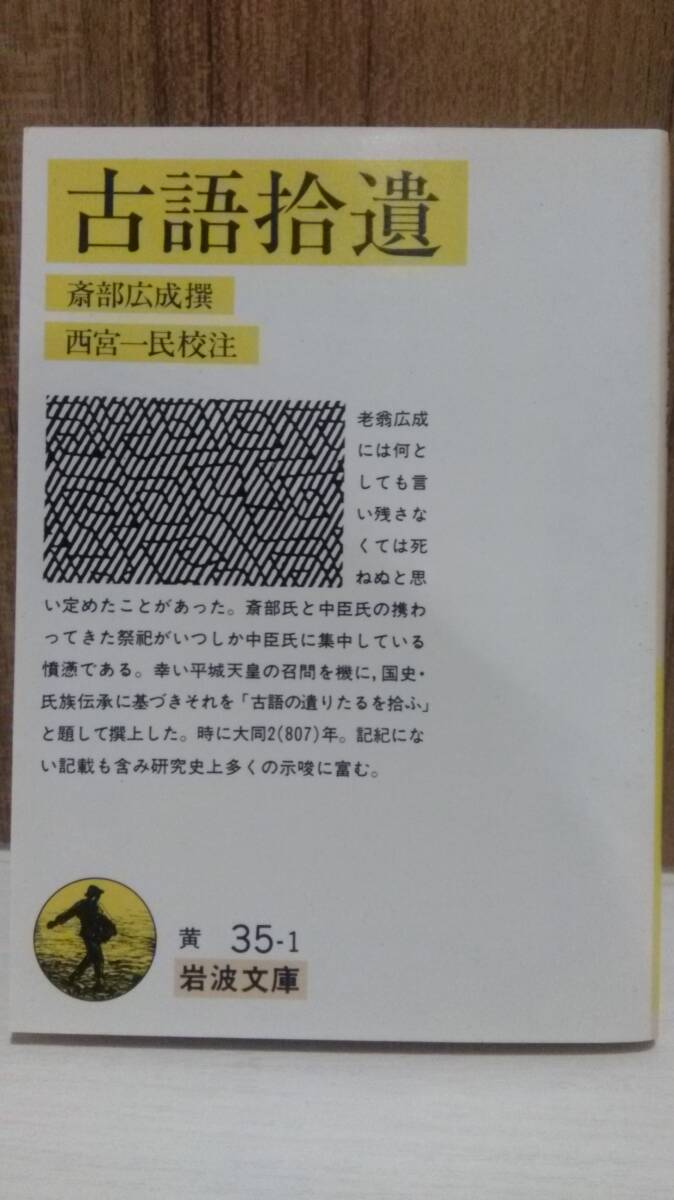 古語拾遺
斎部広成撰
西宮一民校注
老翁広成
には何と
しても言
い残さな
くては死
ねぬと思
い定めたことがあった。斎部氏と中臣氏の携わ
ってきた祭祀がいつしか中臣氏に集中している
憤懣である。幸い平城天皇の召問を機に,国史・
氏族伝承に基づきそれを「古語の遺りたるを拾ふ」
と題して撰上した。時に大同2(807)年。記紀にな
い記載も含み研究史上多くの示唆に富む。
黄 35-1
岩波文庫